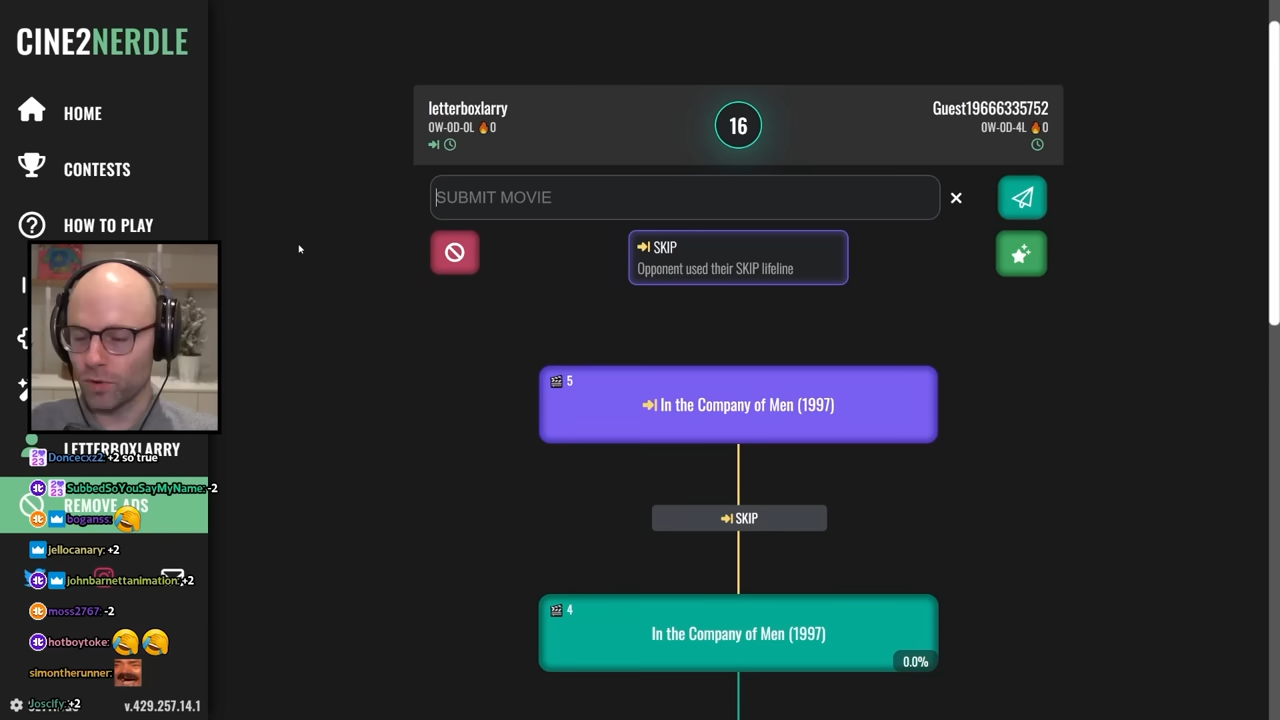 CINE2NERDLE
HOME
CONTESTS
HOW TO PLAY
LETTERBOXLARRY
REMOVE ADS
Doncecxz2: +2 so true
SubbedSoYouSayMyName: -2
boganss:
Jellocanary: +2
Johnbarnettanimation: +2
moss2767: -2
hotboytoke:
simontherunner:
Joscify: +2
v.429.257.14.1
letterboxlarry
0W-0D-0L 0
16
Guest19666335752
0W-0D-4L 0
SUBMIT MOVIE
SKIP
Opponent used their SKIP lifeline
5
In the Company of Men (1997)
SKIP
4
In the Company of Men (1997)
0.0%